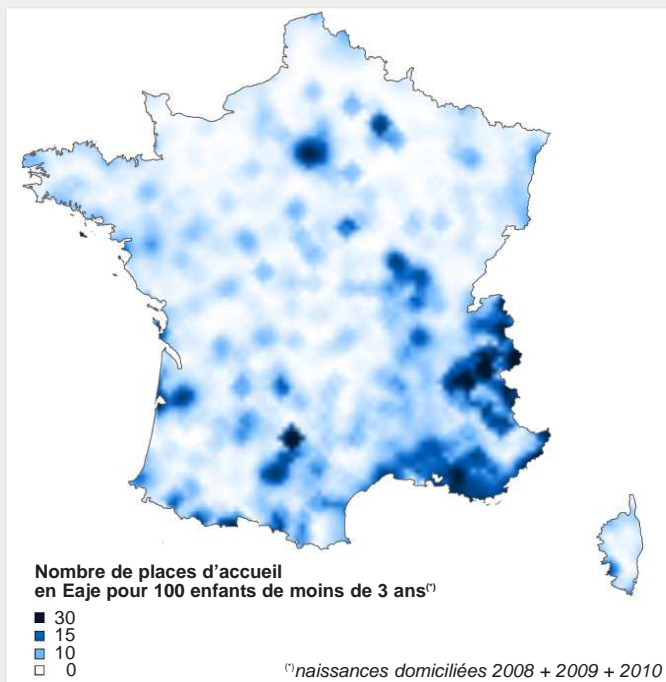 Nombre de places d'accueil
en Eaje pour 100 enfants de moins de 3 ans(*)
30
15
10
0
(*)naissances domiciliées 2008 + 2009 + 2010